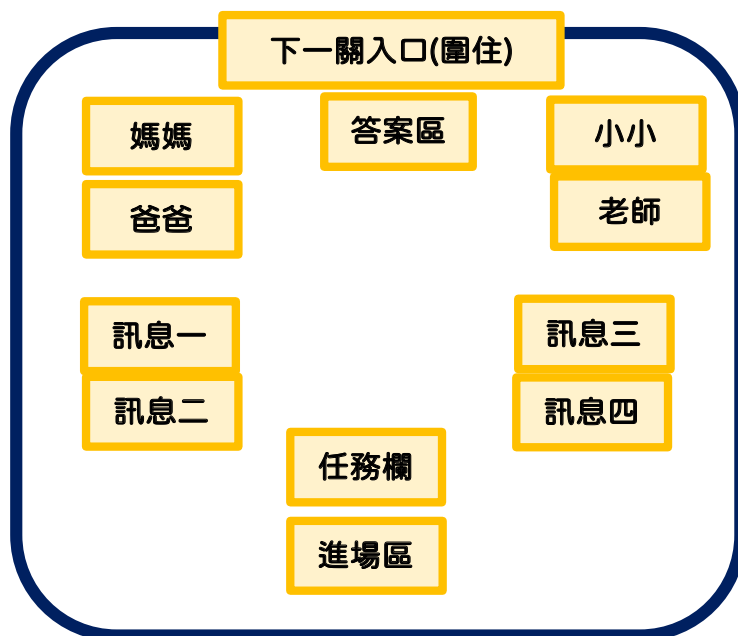 下一關入口(圍住)
媽媽
答案區
小小
爸爸
老師
訊息一
訊息三
訊息二
訊息四
任務欄
進場區